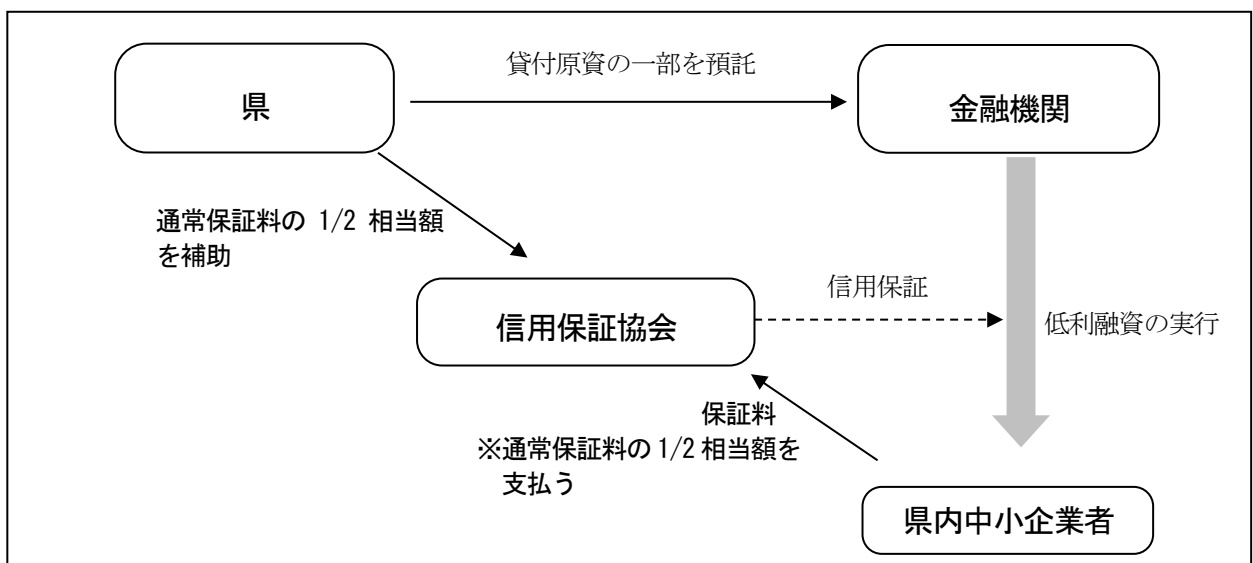 貸付原資の一部を預託
県
金融機関
通常保証料の 1/2 相当額
を補助
信用保証
信用保証協会
低利融資の実行
保証料
※通常保証料の 1/2 相当額を
支払う
県内中小企業者